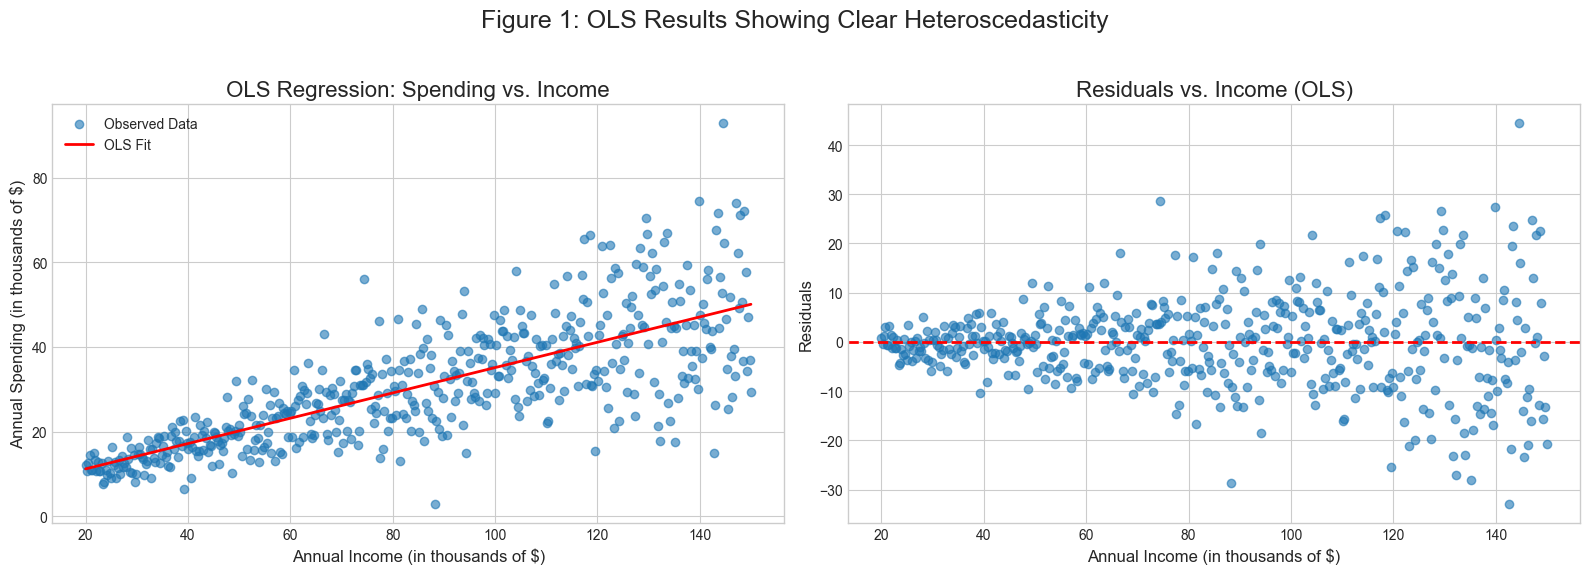 Figure 1: OLS Results Showing Clear Heteroscedasticity
OLS Regression: Spending vs. Income
Observed Data
OLS Fit
Annual Spending (in thousands of $)
80
60
40
20
0
20 40 60 80 100 120 140
Annual Income (in thousands of $)
Residuals vs. Income (OLS)
Residuals
40
30
20
10
0
−10
−20
−30
20 40 60 80 100 120 140
Annual Income (in thousands of $)